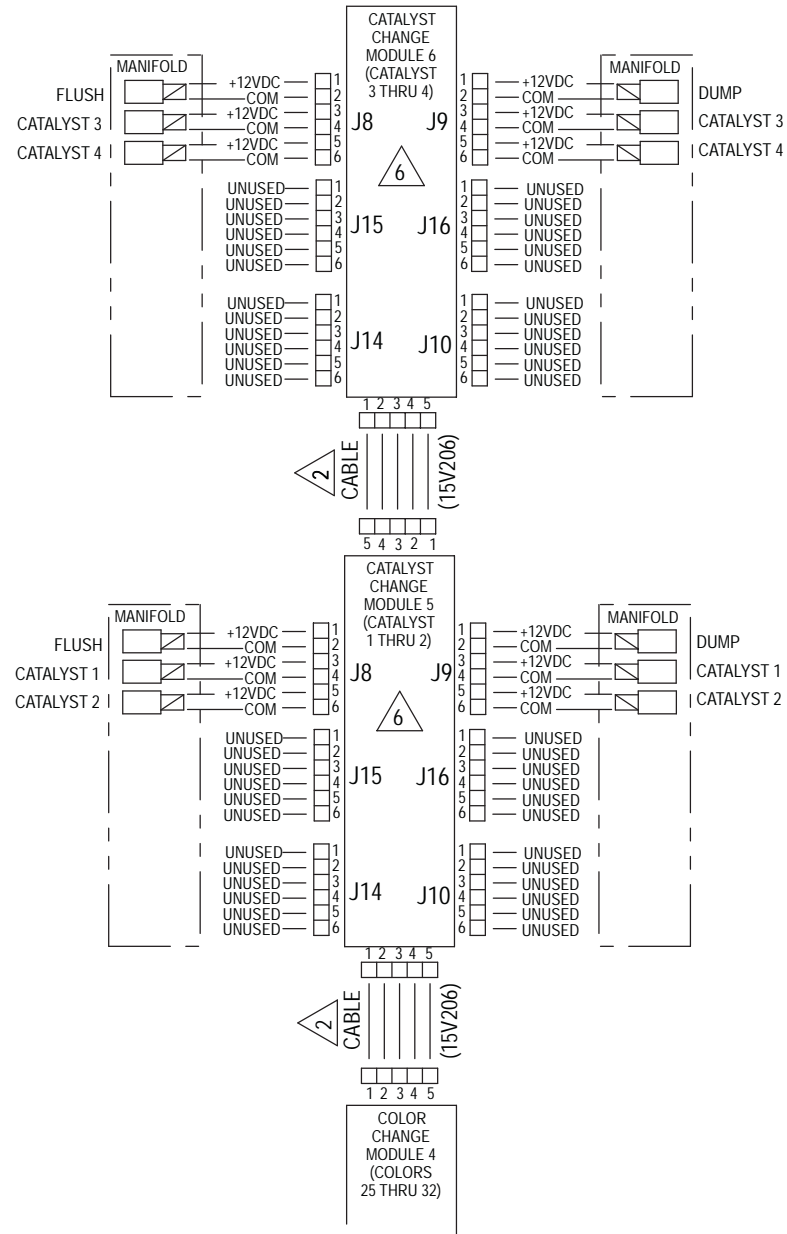 CATALYST
CHANGE
MODULE 6
(CATALYST
3 THRU 4)
MANIFOLD
FLUSH
CATALYST 3
CATALYST 4
+12VDC
COM
+12VDC
COM
+12VDC
COM
1
2
3
4
5
6
J8
J9
6
1
2
3
4
5
6
+12VDC
COM
+12VDC
COM
+12VDC
COM
MANIFOLD
DUMP
CATALYST 3
CATALYST 4
UNUSED 1
UNUSED 2
UNUSED 3
UNUSED 4
UNUSED 5
UNUSED 6
J15
J16
1 UNUSED
2 UNUSED
3 UNUSED
4 UNUSED
5 UNUSED
6 UNUSED
UNUSED 1
UNUSED 2
UNUSED 3
UNUSED 4
UNUSED 5
UNUSED 6
J14
J10
1 UNUSED
2 UNUSED
3 UNUSED
4 UNUSED
5 UNUSED
6 UNUSED
1 2 3 4 5
2
CABLE
(15V206)
5 4 3 2 1
CATALYST
CHANGE
MODULE 5
(CATALYST
1 THRU 2)
MANIFOLD
FLUSH
CATALYST 1
CATALYST 2
+12VDC
COM
+12VDC
COM
+12VDC
COM
1
2
3
4
5
6
J8
J9
6
1
2
3
4
5
6
+12VDC
COM
+12VDC
COM
+12VDC
COM
MANIFOLD
DUMP
CATALYST 1
CATALYST 2
UNUSED 1
UNUSED 2
UNUSED 3
UNUSED 4
UNUSED 5
UNUSED 6
J15
J16
1 UNUSED
2 UNUSED
3 UNUSED
4 UNUSED
5 UNUSED
6 UNUSED
UNUSED 1
UNUSED 2
UNUSED 3
UNUSED 4
UNUSED 5
UNUSED 6
J14
J10
1 UNUSED
2 UNUSED
3 UNUSED
4 UNUSED
5 UNUSED
6 UNUSED
1 2 3 4 5
2
CABLE
(15V206)
1 2 3 4 5
COLOR
CHANGE
MODULE 4
(COLORS
25 THRU 32)